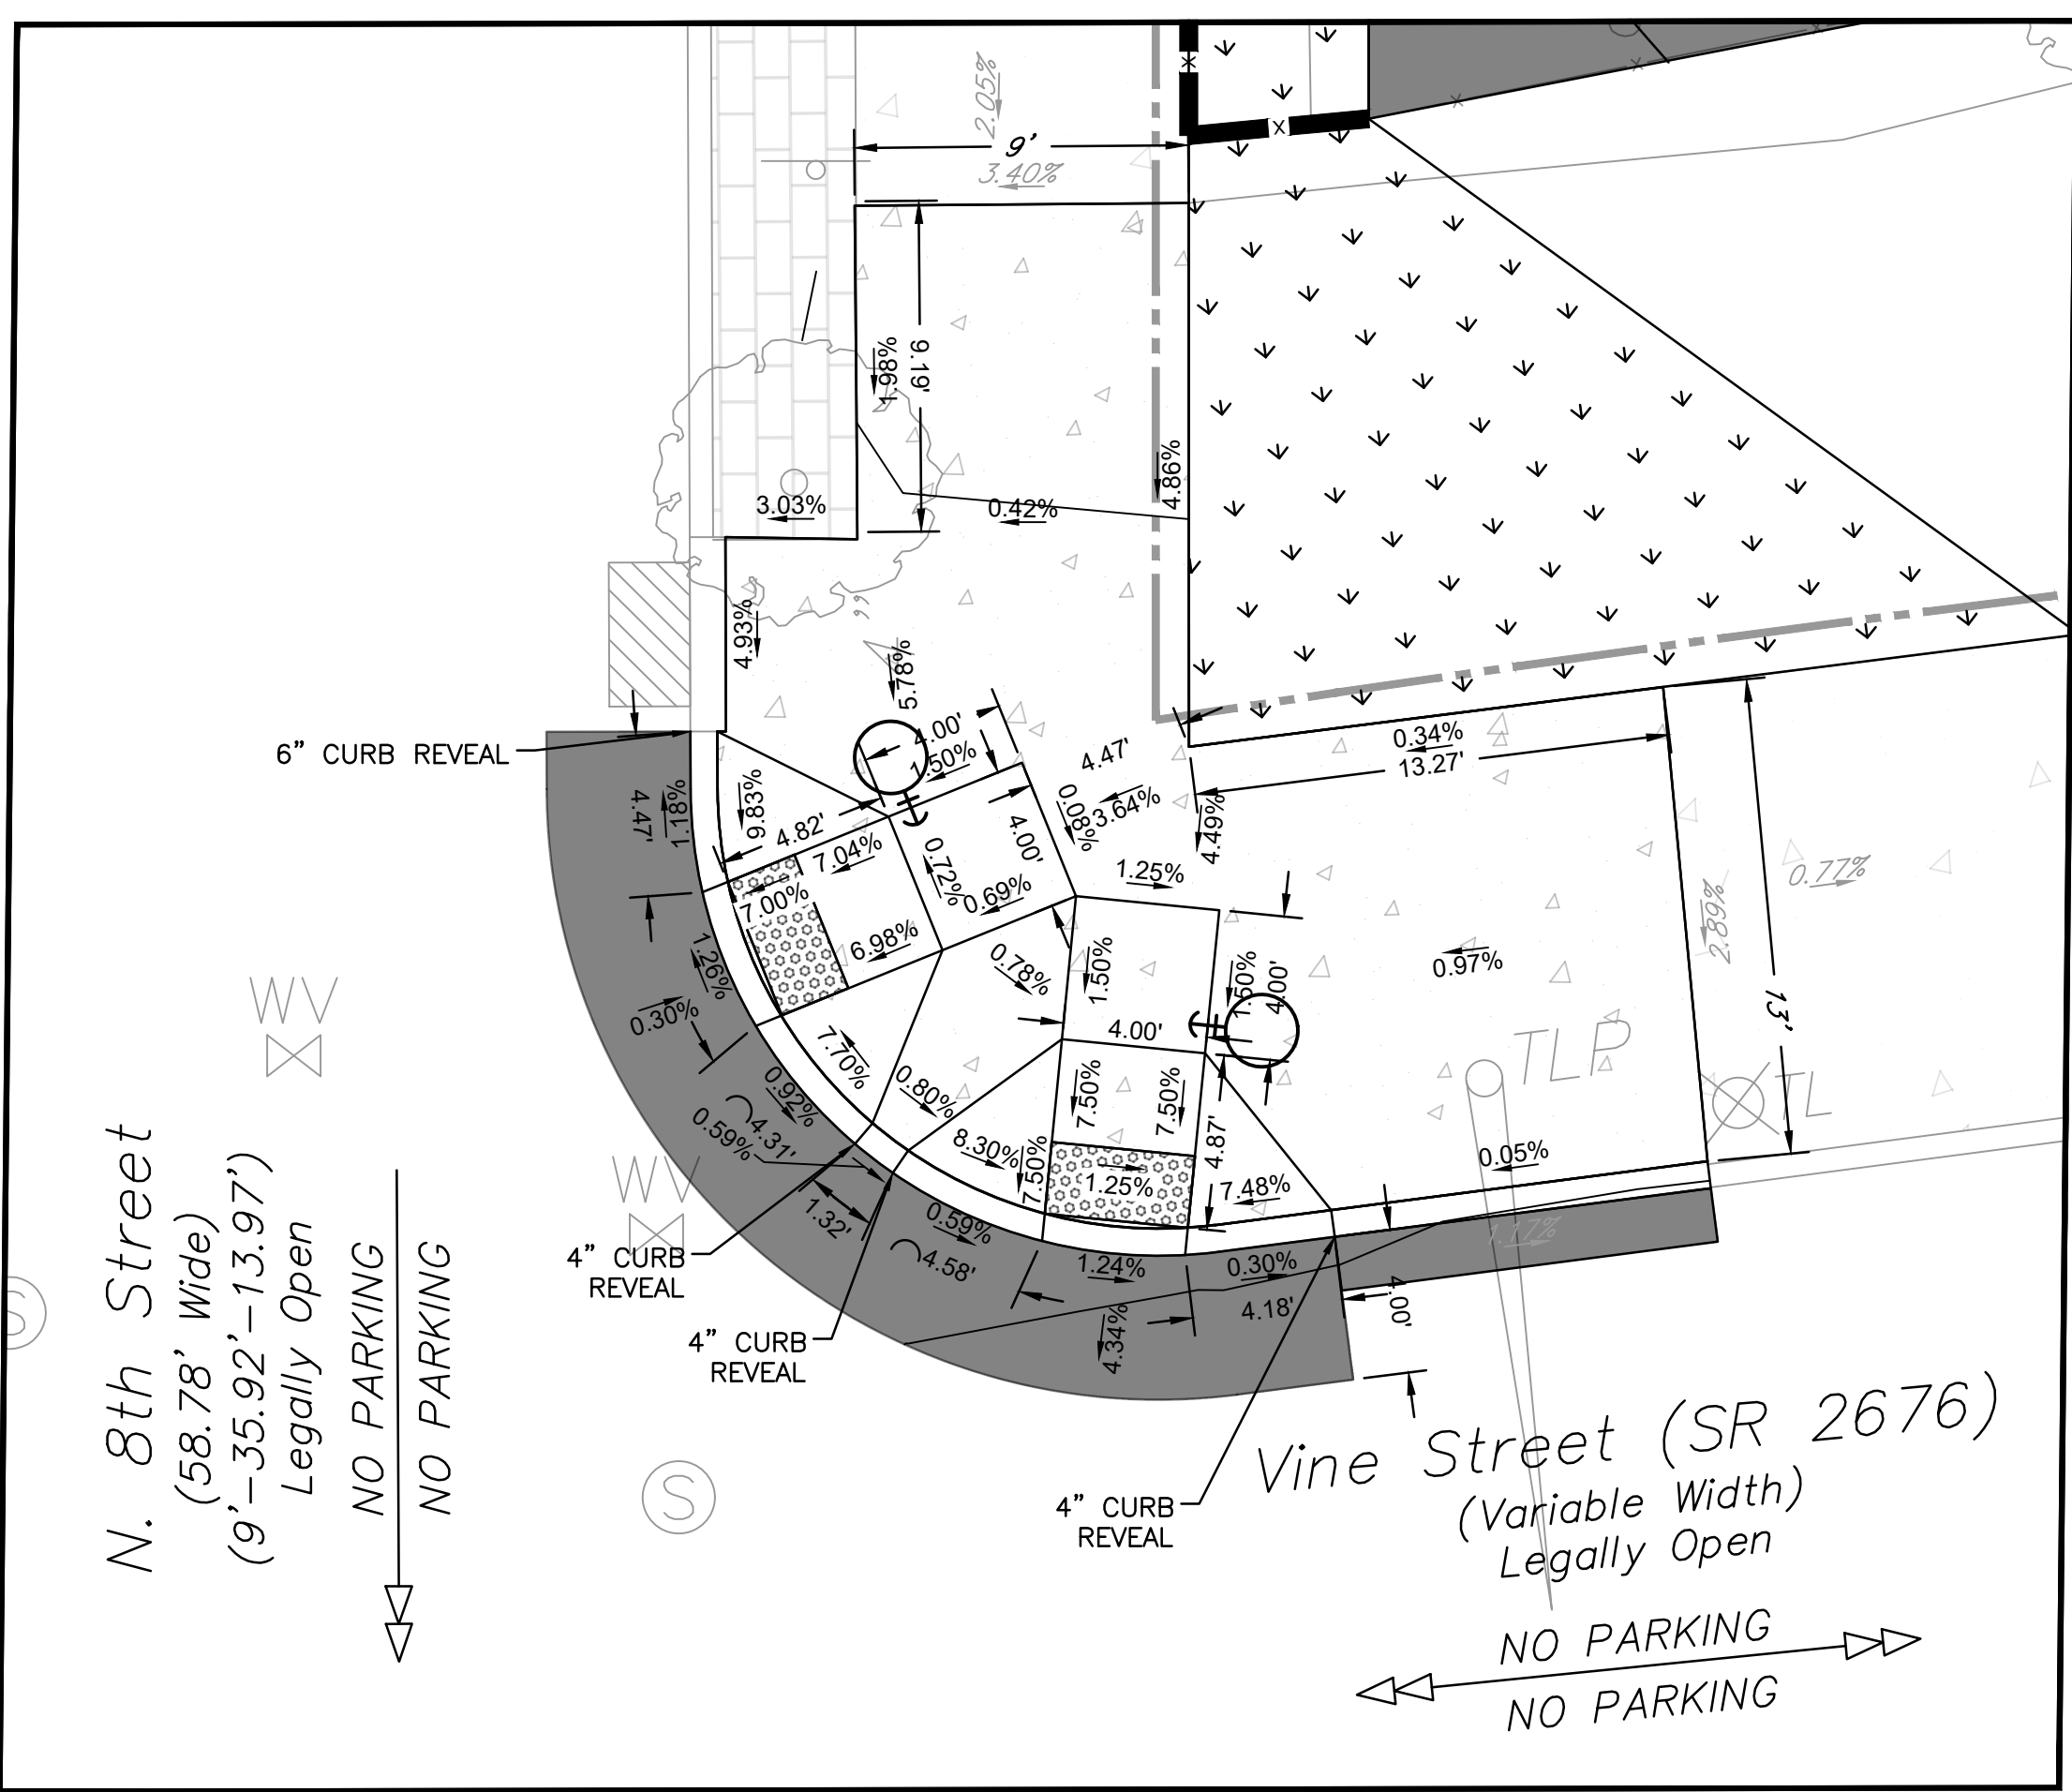 2.05%
9'
3.40%
1.98%
9.19'
4.86%
3.03%
0.42%
4.93%
5.78%
6” CURB REVEAL
4.00'
1.50%
4.47'
3.64%
0.08%
4.49%
0.34%
13.27'
4.47'
1.18%
9.83%
4.82'
7.04%
4.00'
0.72%
0.69%
7.00%
6.98%
1.25%
2.89%
0.77%
0.97%
13'
WV
1.26%
0.30%
0.78%
1.50%
1.50%
4.00'
4.00'
TLP
TL
7.70%
0.80%
0.92%
4.31'
0.59%
7.50%
7.50%
4.87'
8.30%
7.50%
1.25%
7.48%
0.05%
WV
1.32'
0.59%
4.58'
1.24%
0.30%
4.18'
1.17%
4.34%
4.00'
4” CURB
REVEAL
4” CURB
REVEAL
4” CURB
REVEAL
S
S
N. 8th Street
(58.78' Wide)
(9'-35.92'-13.97')
Legally Open
NO PARKING
NO PARKING
Vine Street (SR 2676)
(Variable Width)
Legally Open
NO PARKING
NO PARKING